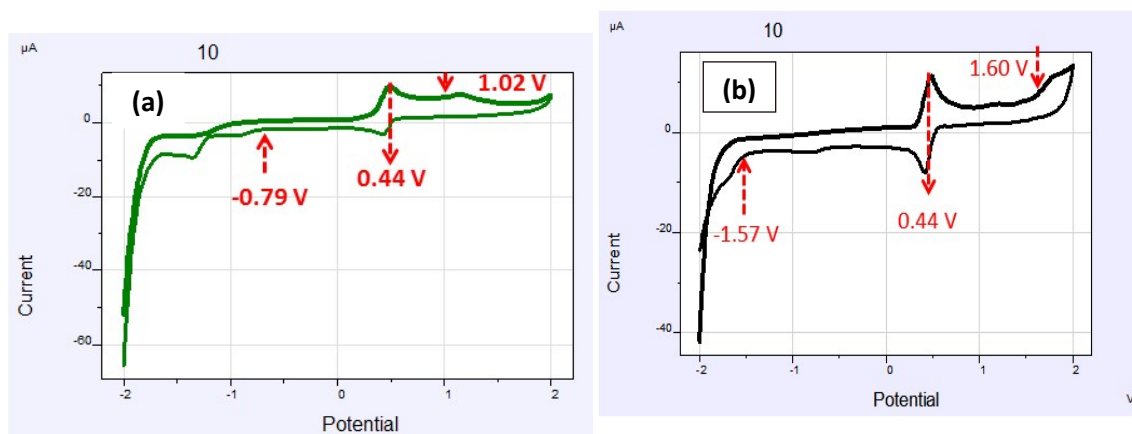 µA
10
(a)
1.02 V
0
-0.79 V
0.44 V
-20
-40
-60
Current
-2
-1
0
1
2
Potential
µA
10
(b)
1.60 V
0
-1.57 V
0.44 V
-20
-40
Current
-2
-1
0
1
2
Potential
V